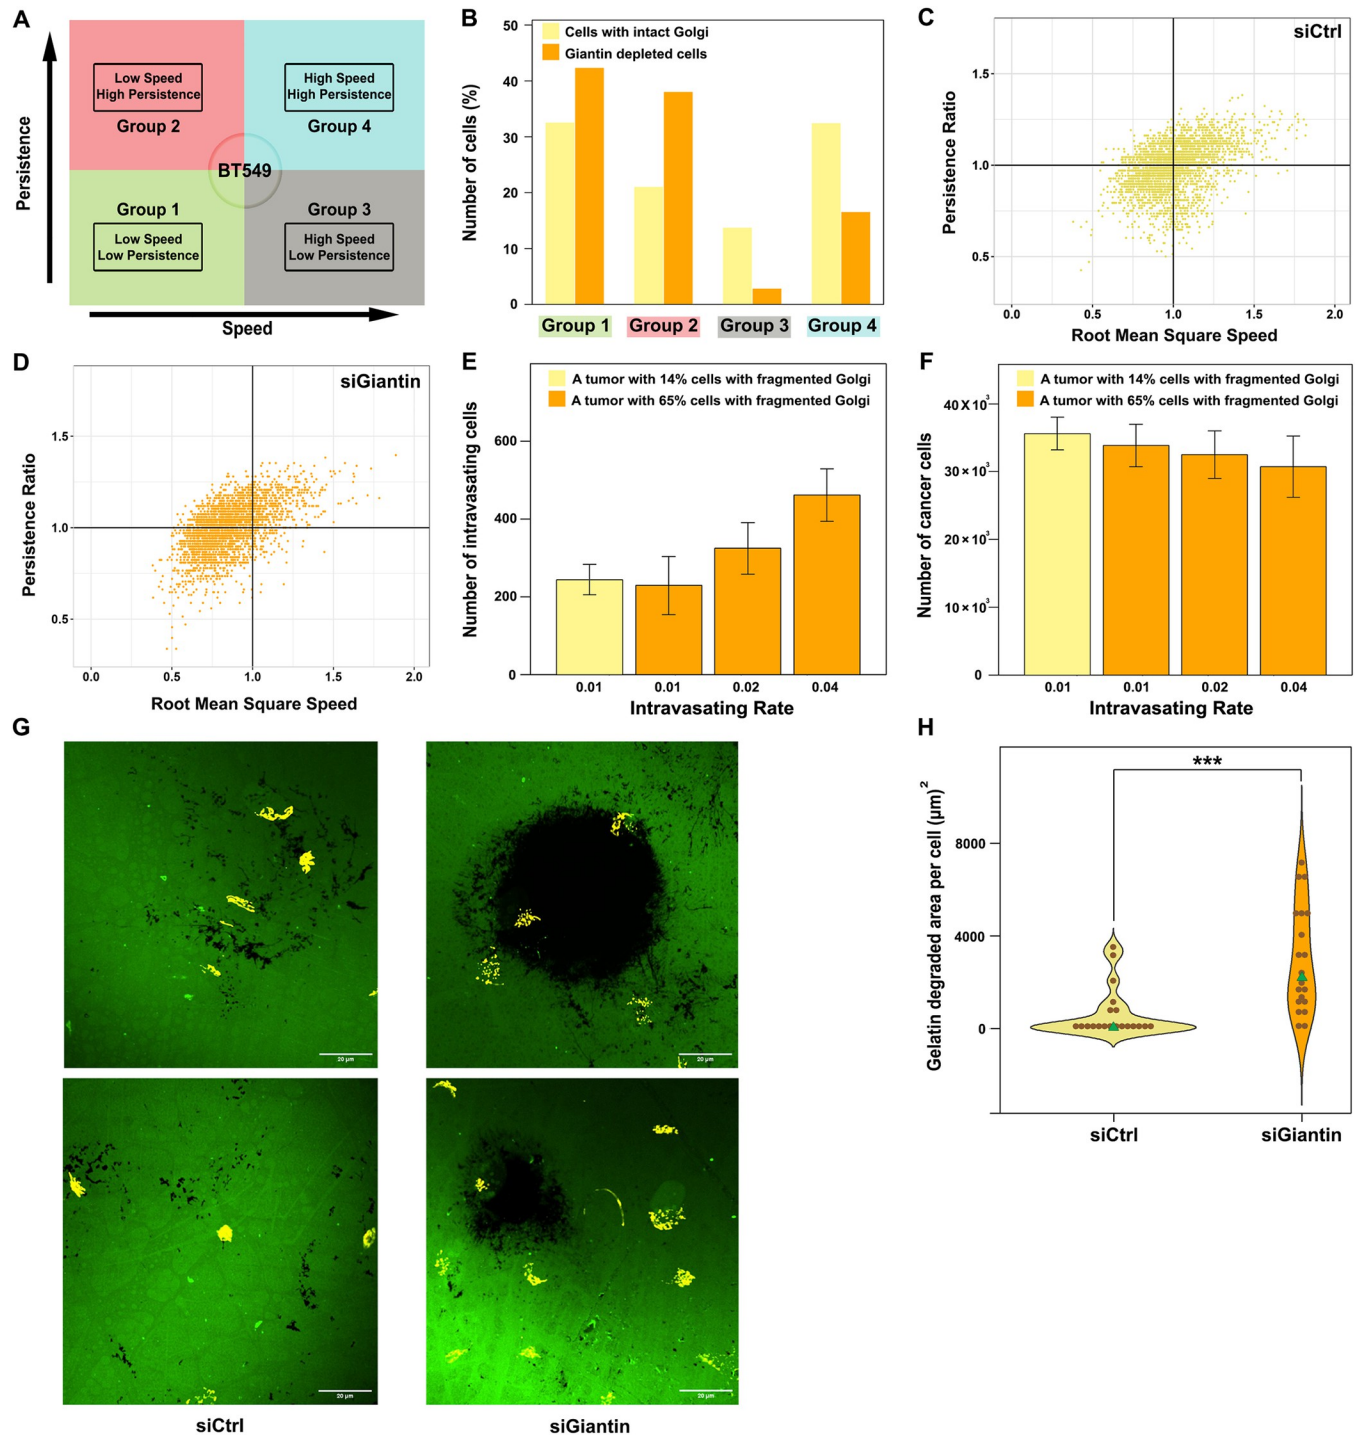 A
Persistence
Low Speed
High Persistence
Group 2
High Speed
High Persistence
Group 4
BT549
Group 1
Low Speed
Low Persistence
Group 3
High Speed
Low Persistence
Speed
B
Number of cells (%)
50
40
30
20
10
0
Cells with intact Golgi
Giantin depleted cells
Group 1
Group 2
Group 3
Group 4
C
siCtrl
Persistence Ratio
1.5
1.0
0.5
0.0
0.5
1.0
1.5
2.0
Root Mean Square Speed
D
siGiantin
Persistence Ratio
1.5
1.0
0.5
0.0
0.5
1.0
1.5
2.0
Root Mean Square Speed
E
Number of intravasating cells
A tumor with 14% cells with fragmented Golgi
A tumor with 65% cells with fragmented Golgi
600
400
200
0
0.01
0.01
0.02
0.04
Intravasating Rate
F
Number of cancer cells
A tumor with 14% cells with fragmented Golgi
A tumor with 65% cells with fragmented Golgi
40 X 10³
30 × 10³
20 × 10³
10 × 10³
0
0.01
0.01
0.02
0.04
Intravasating Rate
G
20 µm
20 µm
20 µm
20 µm
siCtrl
siGiantin
H
Gelatin degraded area per cell (µm)²
***
8000
4000
0
siCtrl
siGiantin